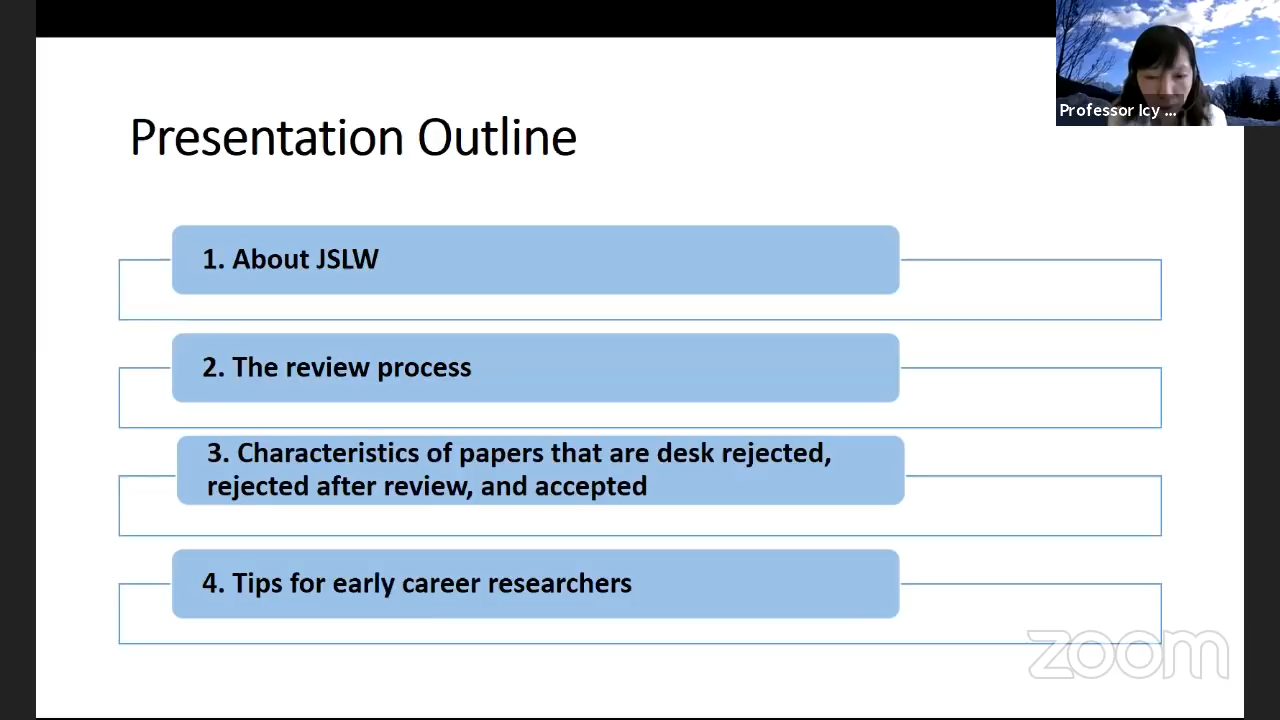 Professor Icy ...
Presentation Outline
1. About JSLW
2. The review process
3. Characteristics of papers that are desk rejected,
rejected after review, and accepted
4. Tips for early career researchers
zoom